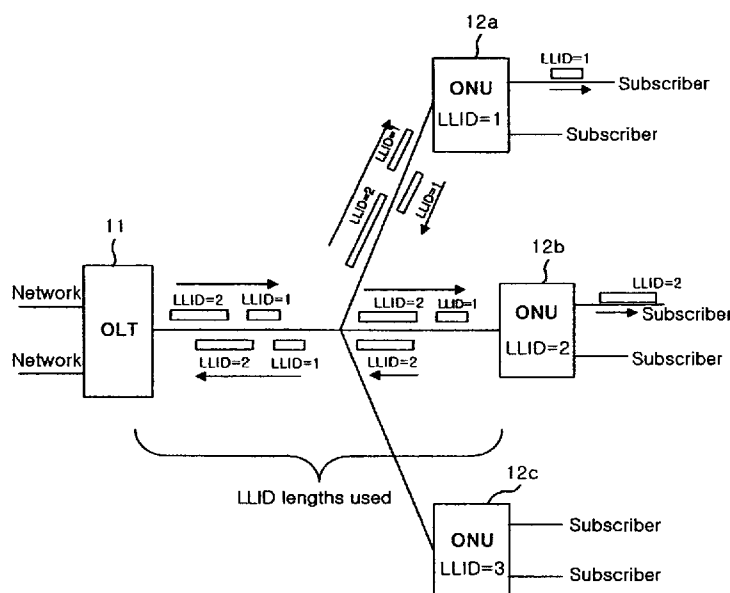 12a
ONU
LLID=1
LLID=1
Subscriber
Subscriber
LLID=1
LLID=2
LLID=1
11
OLT
Network
Network
LLID=2
LLID=1
LLID=2
LLID=1
LLID=2
LLID=1
LLID=2
12b
ONU
LLID=2
LLID=2
Subscriber
Subscriber
LLID lengths used
12c
ONU
LLID=3
Subscriber
Subscriber